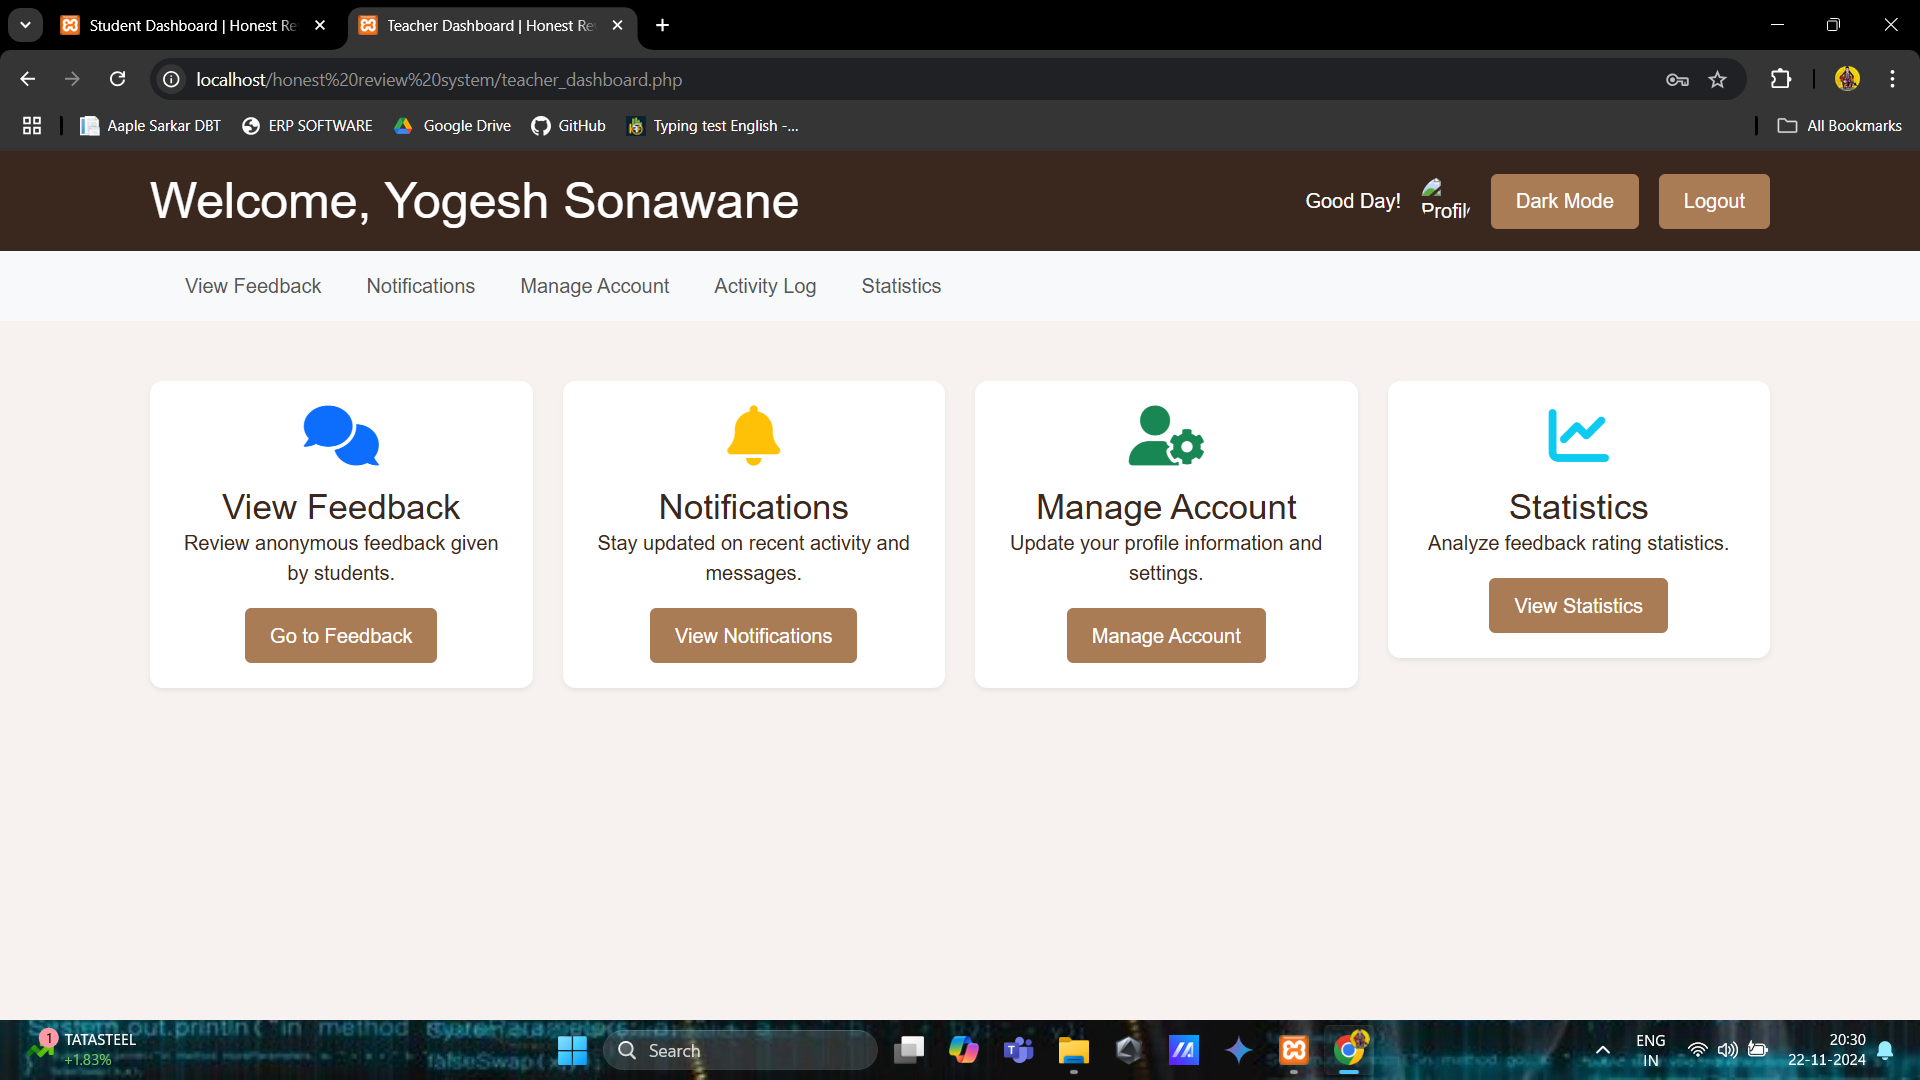 Student Dashboard | Honest Re
Teacher Dashboard | Honest Re
localhost/honest%20review%20system/teacher_dashboard.php
Aaple Sarkar DBT
ERP SOFTWARE
Google Drive
GitHub
Typing test English -...
All Bookmarks
Welcome, Yogesh Sonawane
Good Day!
Profil
Dark Mode
Logout
View Feedback
Notifications
Manage Account
Activity Log
Statistics
View Feedback
Review anonymous feedback given
by students.
Go to Feedback
Notifications
Stay updated on recent activity and
messages.
View Notifications
Manage Account
Update your profile information and
settings.
Manage Account
Statistics
Analyze feedback rating statistics.
View Statistics
1
TATASTEEL
+1.83%
out.println("in method
Search
ENG
IN
20:30
22-11-2024